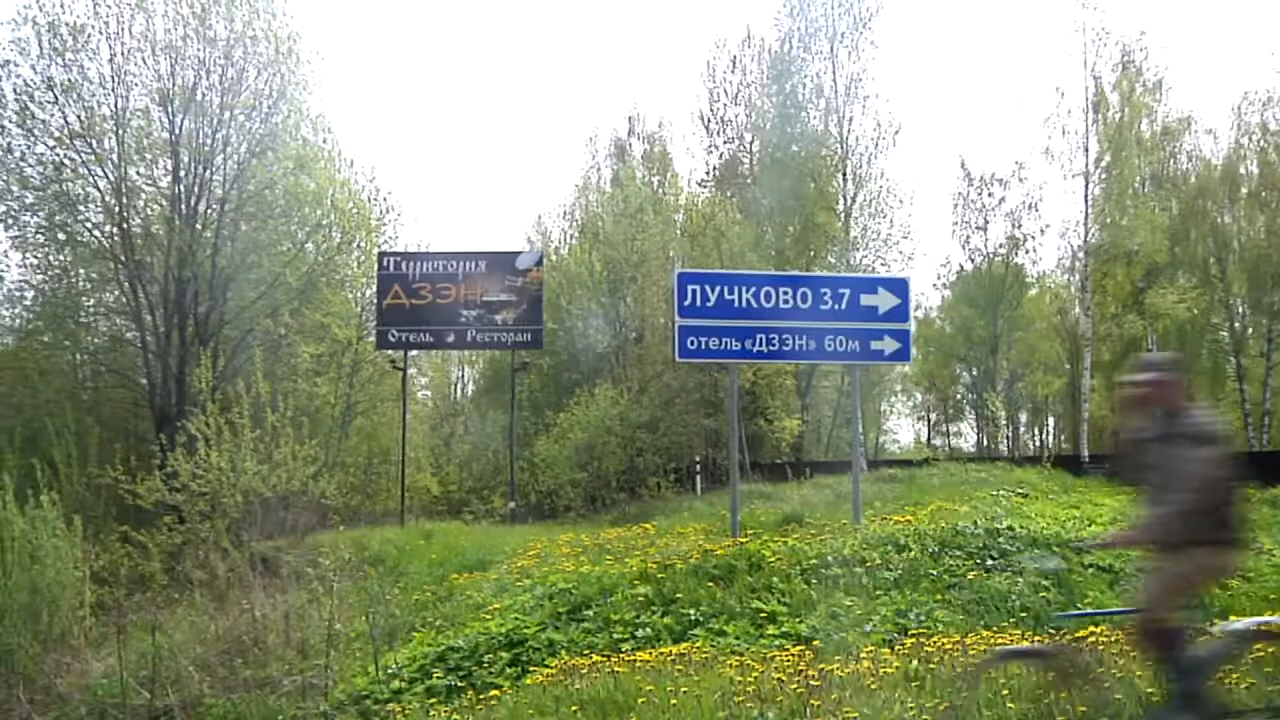 Территория
ДЗЭН
Отель Ресторан
ЛУЧКОВО 3.7
отель «ДЗЭН» 60м